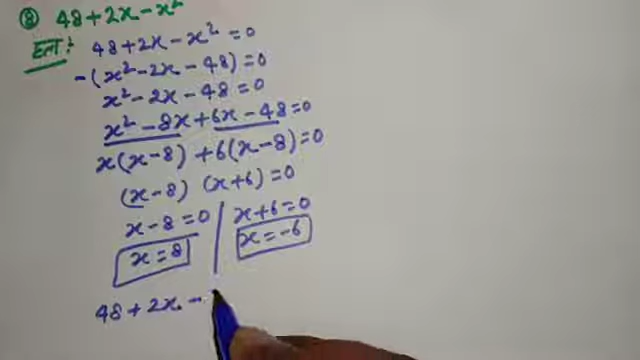 ⑧ 48+2x-x²
हल:
48+2x-x²=0
-(x²-2x-48)=0
x²-2x-48=0
x²-8x+6x-48=0
x(x-8)+6(x-8)=0
(x-8) (x+6)=0
x-8=0 | x+6=0
x=8 | x=-6
48+2x-